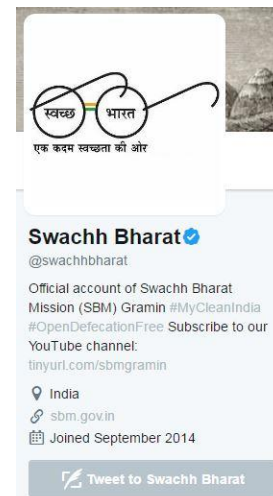 स्वच्छ भारत
एक कदम स्वच्छता की ओर
Swachh Bharat
@swachhbharat
Official account of Swachh Bharat
Mission (SBM) Gramin #MyCleanIndia
#OpenDefecationFree Subscribe to our
YouTube channel:
tinyurl.com/sbmgramin
India
sbm.gov.in
Joined September 2014
Tweet to Swachh Bharat